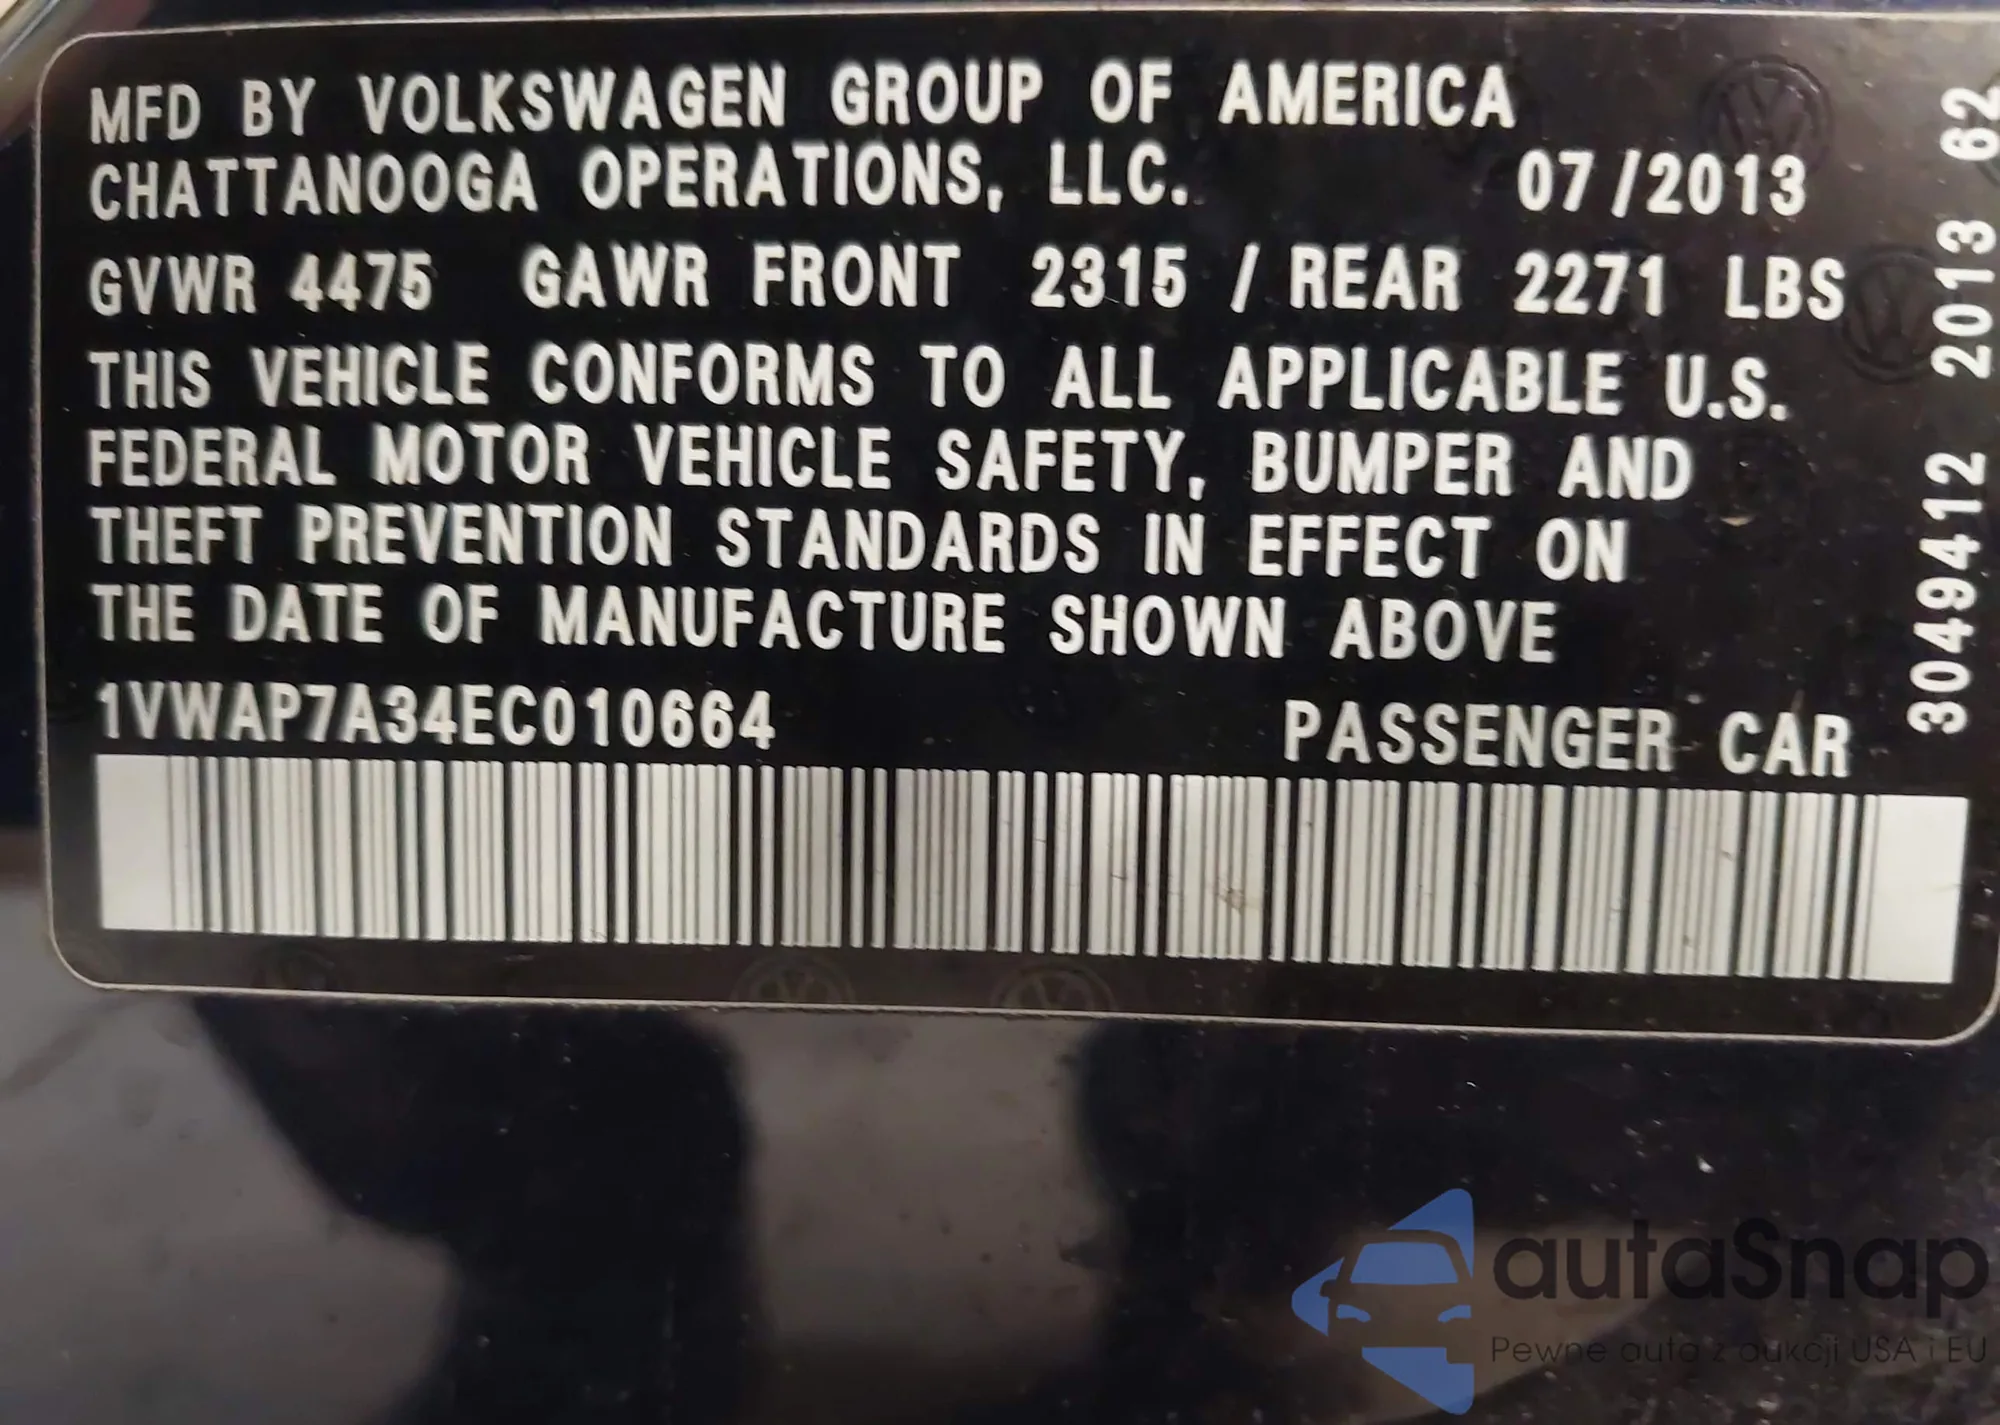 MFD BY VOLKSWAGEN GROUP OF AMERICA
CHATTANOOGA OPERATIONS, LLC. 07/2013
GVWR 4475 GAWR FRONT 2315 / REAR 2271 LBS
THIS VEHICLE CONFORMS TO ALL APPLICABLE U.S.
FEDERAL MOTOR VEHICLE SAFETY, BUMPER AND
THEFT PREVENTION STANDARDS IN EFFECT ON
THE DATE OF MANUFACTURE SHOWN ABOVE
1VWAP7A34EC010664 PASSENGER CAR
3049412 2013 62
autaSnap
Pewne auta z aukcji USA i EU